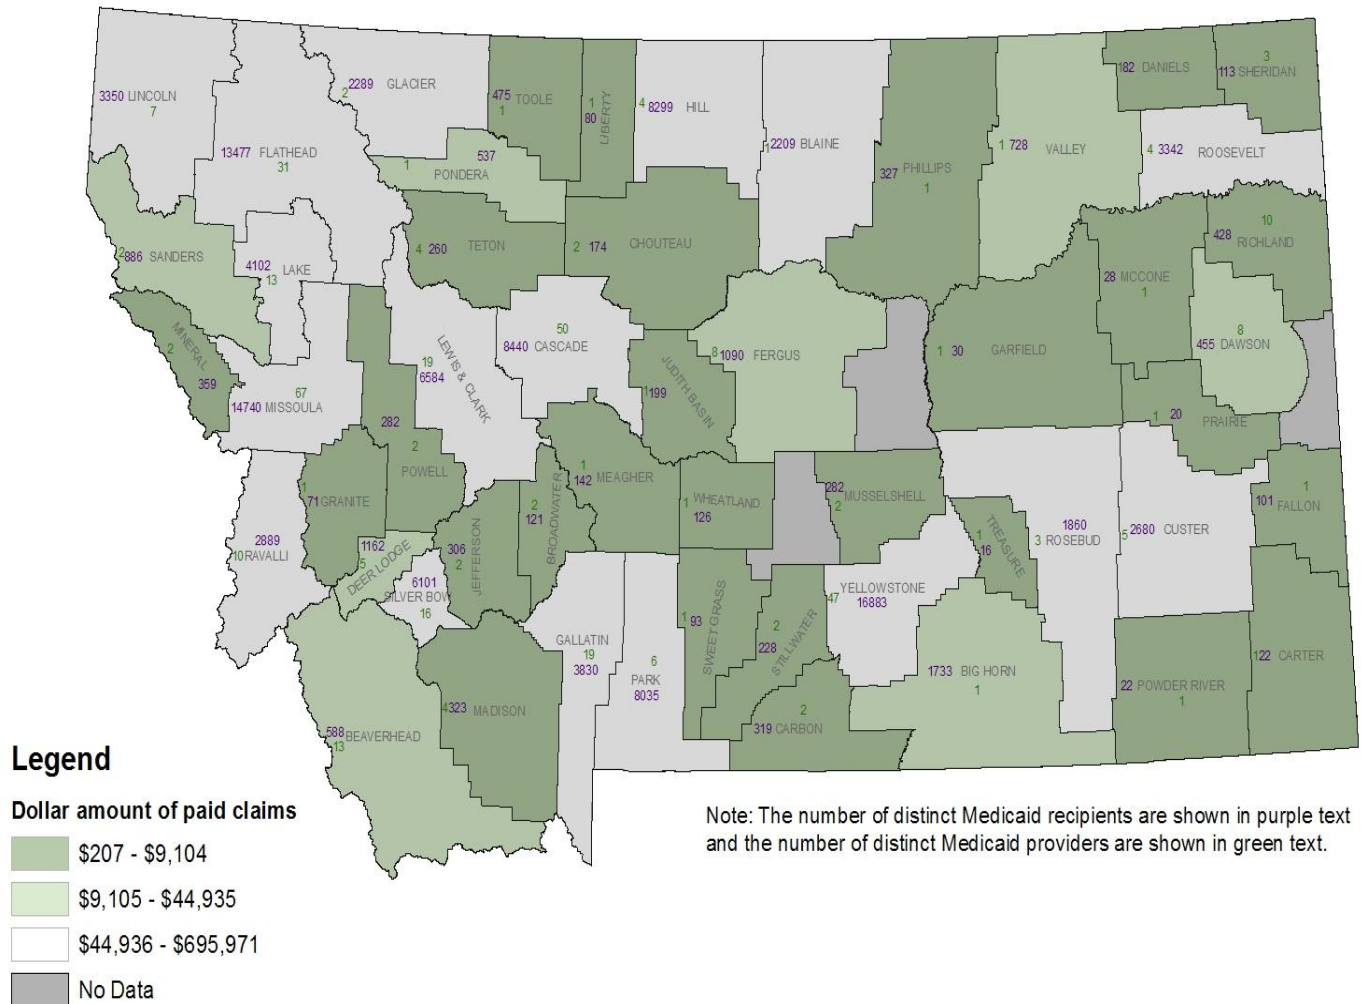 3
82 DANIELS
113 SHERIDAN
2289 GLACIER
2
3350 LINCOLN
7
475 TOOLE
1
1
80
LIBERTY
4 8299 HILL
1 2209 BLAINE
13477 FLATHEAD
31
1
537
PONDERA
327 PHILLIPS
1
1 728 VALLEY
4 3342 ROOSEVELT
10
428
RICHLAND
2
886 SANDERS
4102 LAKE
13
4 260 TETON
2 174 CHOUTEAU
28 MCCONE
1
MINERAL
2
359
LEWIS & CLARK
19
6584
50
8440 CASCADE
JUDITH BASIN
1 199
8 1090 FERGUS
1 30 GARFIELD
8
455 DAWSON
67
14740 MISSOULA
282
2
POWELL
1 20
PRAIRIE
1
71 GRANITE
2
121
BROADWATER
1
142 MEAGHER
WHEATLAND
1
126
282 MUSSELSHELL
2
1
101 FALLON
2889
10 RAVALLI
1162
5
DEER LODGE
306
2
JEFFERSON
TREASURE
1
16
1860
3 ROSEBUD
5 2680 CUSTER
6101
SILVER BOW
16
YELLOWSTONE
47 16883
GALLATIN
19
3830
6
PARK
8035
1 93
SWEET GRASS
2
228
STILLWATER
1733 BIG HORN
1
122 CARTER
22 POWDER RIVER
1
4 323 MADISON
2
319 CARBON
588 BEAVERHEAD
13
Legend
Dollar amount of paid claims
$207 - $9,104
$9,105 - $44,935
$44,936 - $695,971
No Data
Note: The number of distinct Medicaid recipients are shown in purple text
and the number of distinct Medicaid providers are shown in green text.